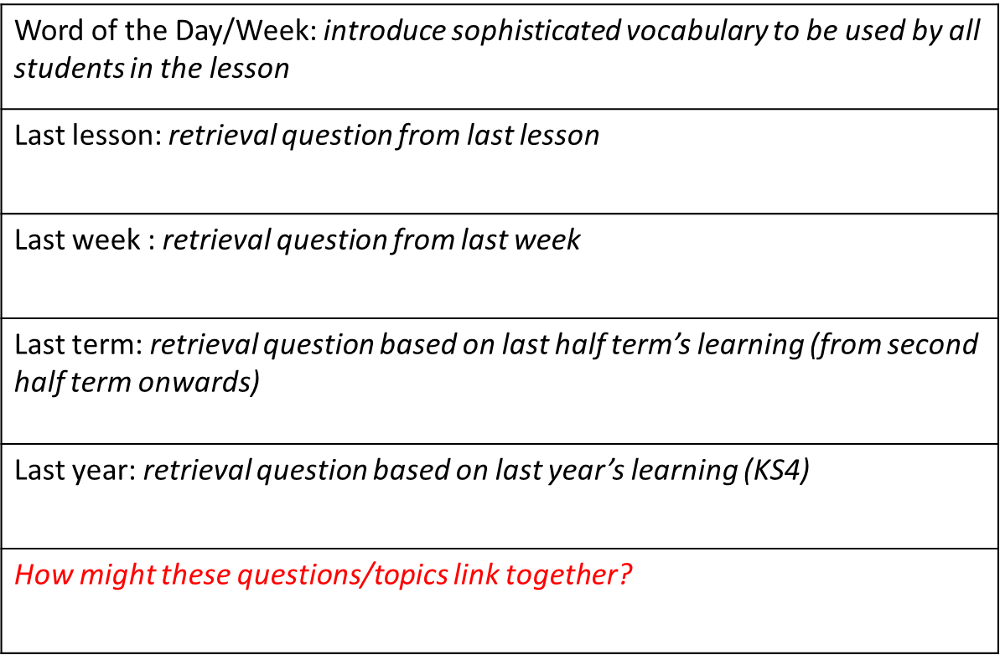 Word of the Day/Week: introduce sophisticated vocabulary to be used by all
students in the lesson
Last lesson: retrieval question from last lesson
Last week : retrieval question from last week
Last term: retrieval question based on last half term’s learning (from second
half term onwards)
Last year: retrieval question based on last year’s learning (KS4)
How might these questions/topics link together?